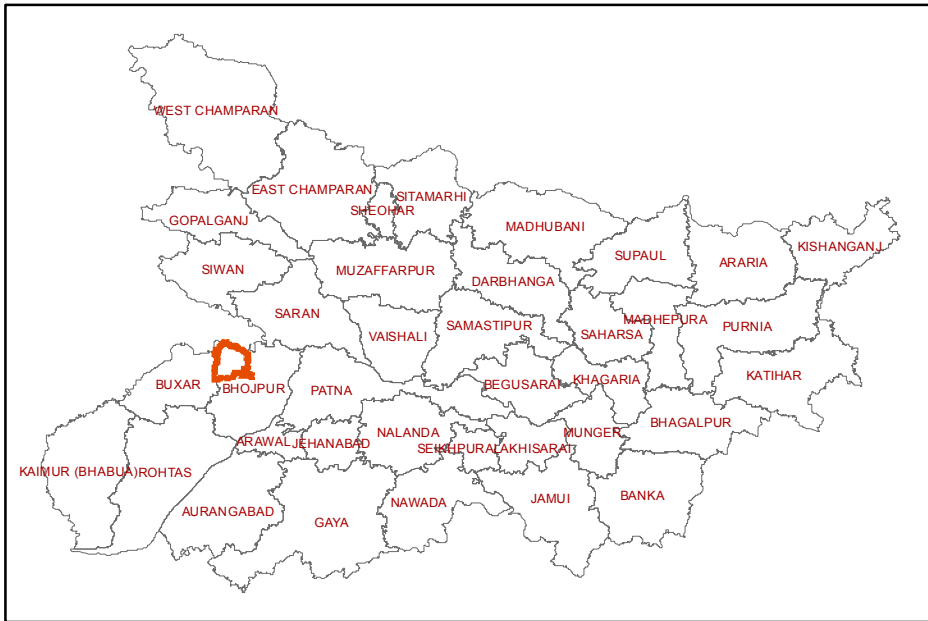 WEST CHAMPARAN
EAST CHAMPARAN
SITAMARHI
SHEOHAR
GOPALGANJ
MADHUBANI
KISHANGANJ
SUPAUL
ARARIA
SIWAN
MUZAFFARPUR
DARBHANGA
SARAN
MADHEPURA
SAMASTIPUR
PURNIA
VAISHALI
SAHARSA
KATIHAR
KHAGARIA
BUXAR
BEGUSARAI
BHOJPUR
PATNA
BHAGALPUR
NALANDA
MUNGER
ARAWAL
JEHANABAD
SEIKHPURA
LAKHISARAI
KAIMUR (BHABUA)
ROHTAS
BANKA
JAMUI
NAWADA
AURANGABAD
GAYA